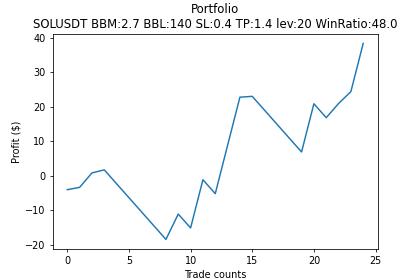 Portfolio
SOLUSDT BBM:2.7 BBL:140 SL:0.4 TP:1.4 lev:20 WinRatio:48.0
40
30
20
10
0
−10
−20
Profit ($)
0 5 10 15 20 25
Trade counts